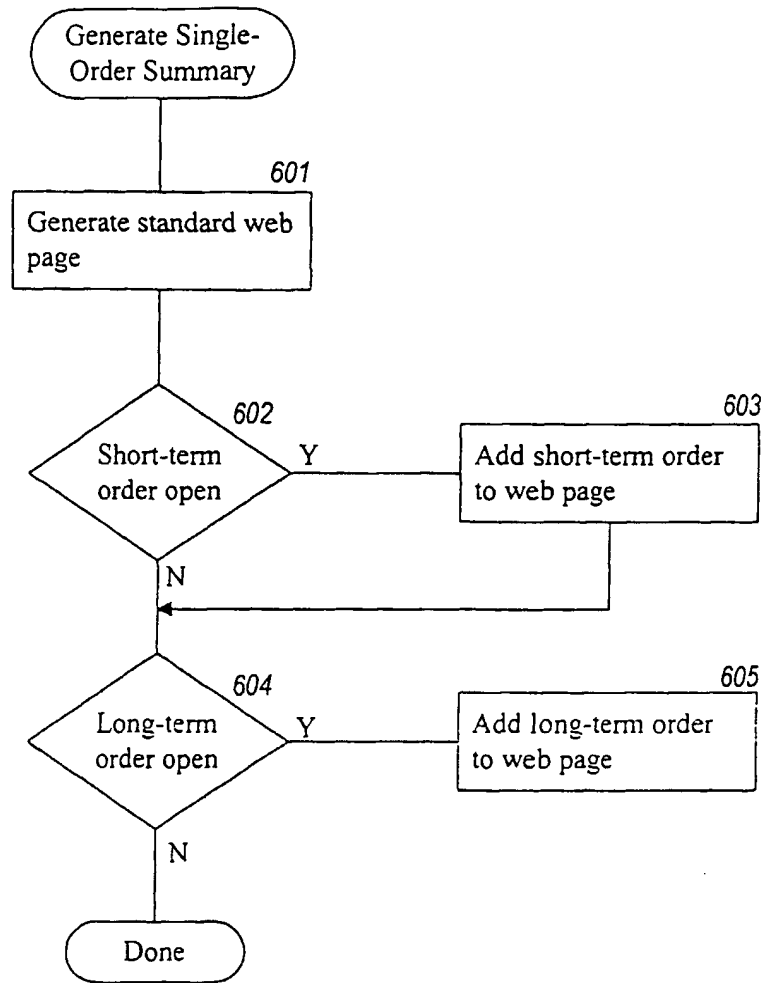 Generate Single-
Order Summary
601
Generate standard web
page
602
Short-term
order open
Y
603
Add short-term order
to web page
N
604
Long-term
order open
Y
605
Add long-term order
to web page
N
Done